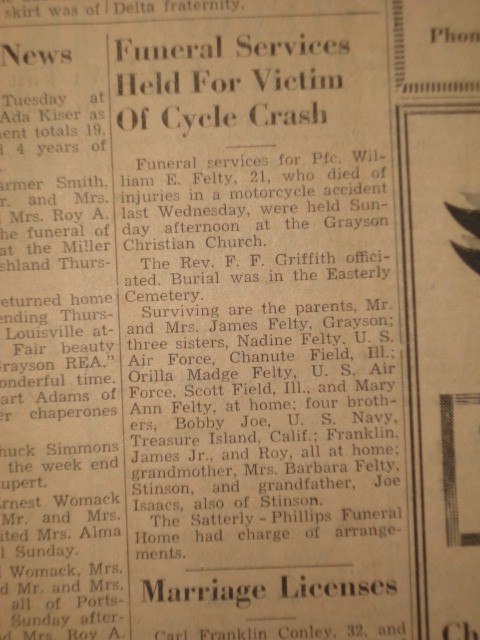 skirt was of
Delta fraternity.
News
Tuesday at
Ada Kiser as
ent totals 19.
4 years of
armer Smith,
r. and Mrs.
Mrs. Roy A.
he funeral of
at the Miller
shland Thurs-
eturned home
ending Thurs-
Louisville at-
Fair beauty
rayson REA."
onderful time.
art Adams of
er chaperones
huck Simmons
the week end
upert.
rnest Womack
Mr. and Mrs.
ited Mrs. Alma
l Sunday.
Womack, Mrs.
d Mr. and Mrs.
all of Ports-
Sunday after-
d Mrs. Roy A.
Funeral Services
Held For Victim
Of Cycle Crash
Funeral services for Pfc. Wil-
liam E. Felty, 21, who died of
injuries in a motorcycle accident
last Wednesday, were held Sun-
day afternoon at the Grayson
Christian Church.
The Rev. F. F. Griffith offici-
ated. Burial was in the Easterly
Cemetery.
Surviving are the parents, Mr.
and Mrs. James Felty, Grayson;
three sisters, Nadine Felty, U. S.
Air Force, Chanute Field, Ill.;
Orilla Madge Felty, U. S. Air
Force, Scott Field, Ill., and Mary
Ann Felty, at home; four broth-
ers, Bobby Joe, U. S. Navy,
Treasure Island, Calif.; Franklin,
James Jr., and Roy, all at home;
grandmother, Mrs. Barbara Felty,
Stinson, and grandfather, Joe
Isaacs, also of Stinson.
The Satterly - Phillips Funeral
Home had charge of arrange-
ments.
Marriage Licenses
Carl Franklin Conley, 32, and
Phon
Ch